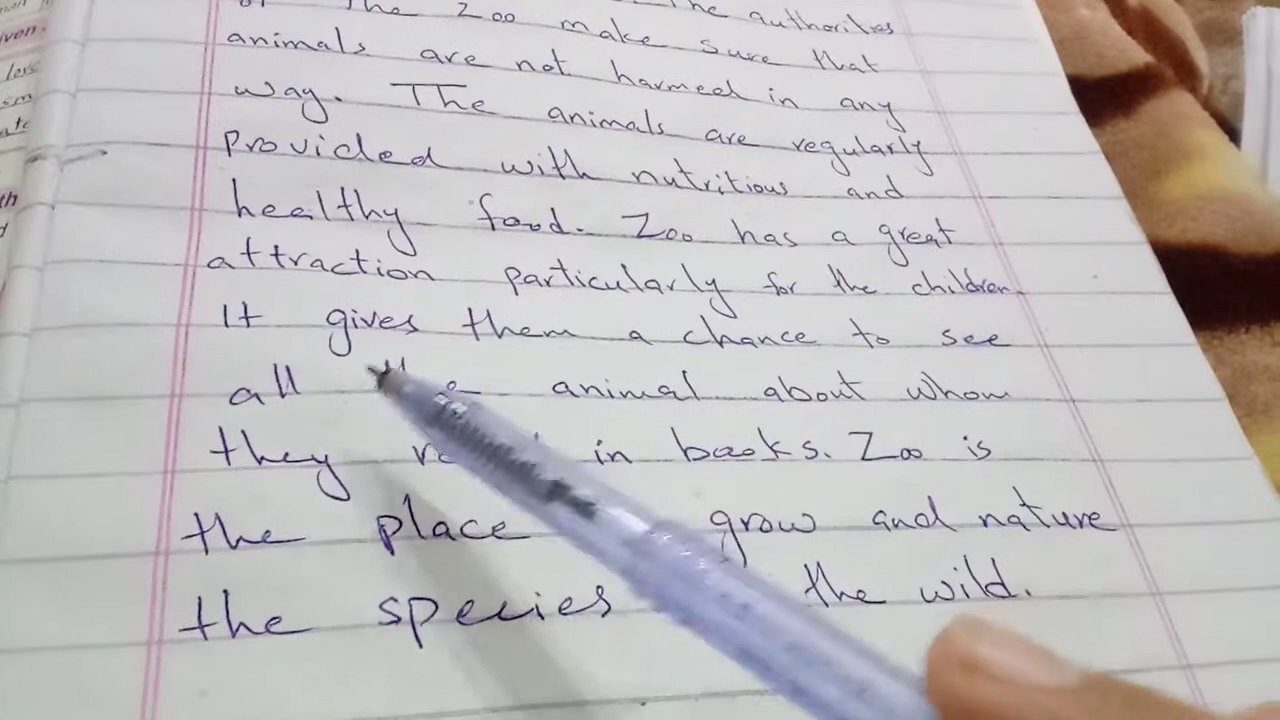 the Zoo make sure that the authorities
animals are not harmed in any
way. The animals are regularly
provided with nutritious and
healthy food. Zoo has a great
attraction particularly for the children.
It gives them a chance to see
all animal about whom
they in books. Zoo is
the place grow and nature
the species the wild.